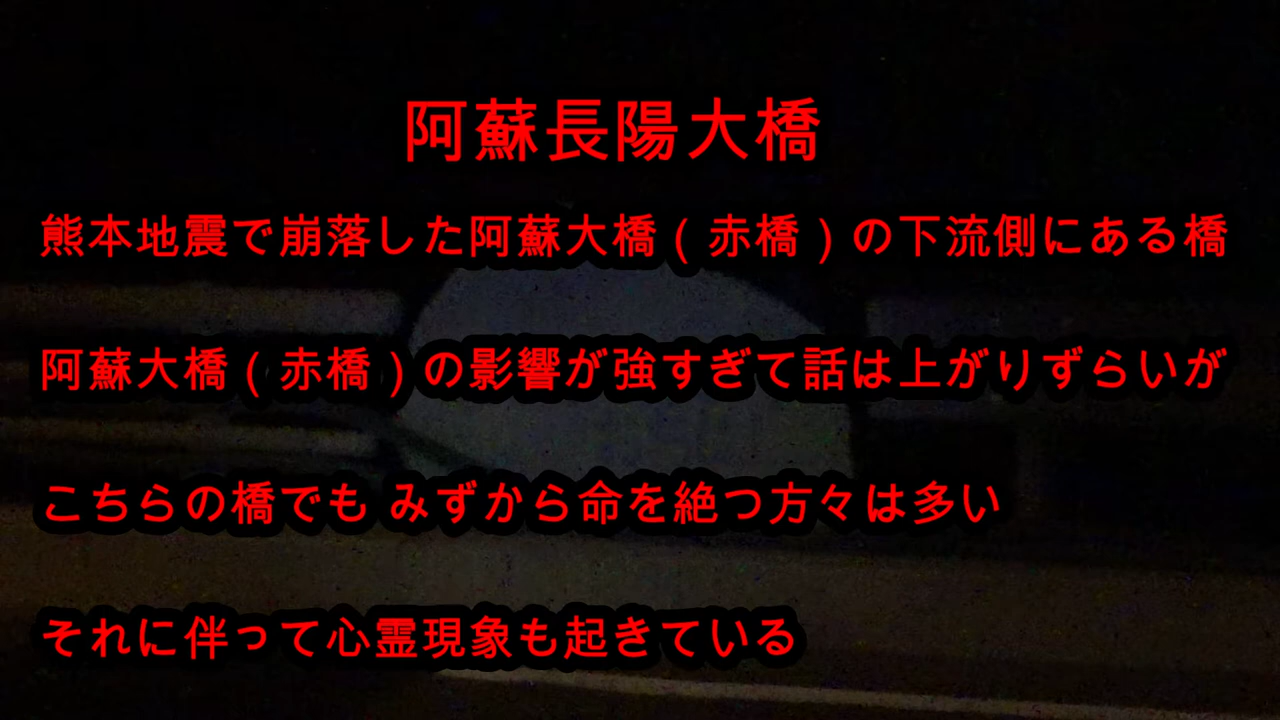 阿蘇長陽大橋
熊本地震で崩落した阿蘇大橋(赤橋)の下流側にある橋
阿蘇大橋(赤橋)の影響が強すぎて話は上がりずらいが
こちらの橋でも みずから命を絶つ方々は多い
それに伴って心霊現象も起きている